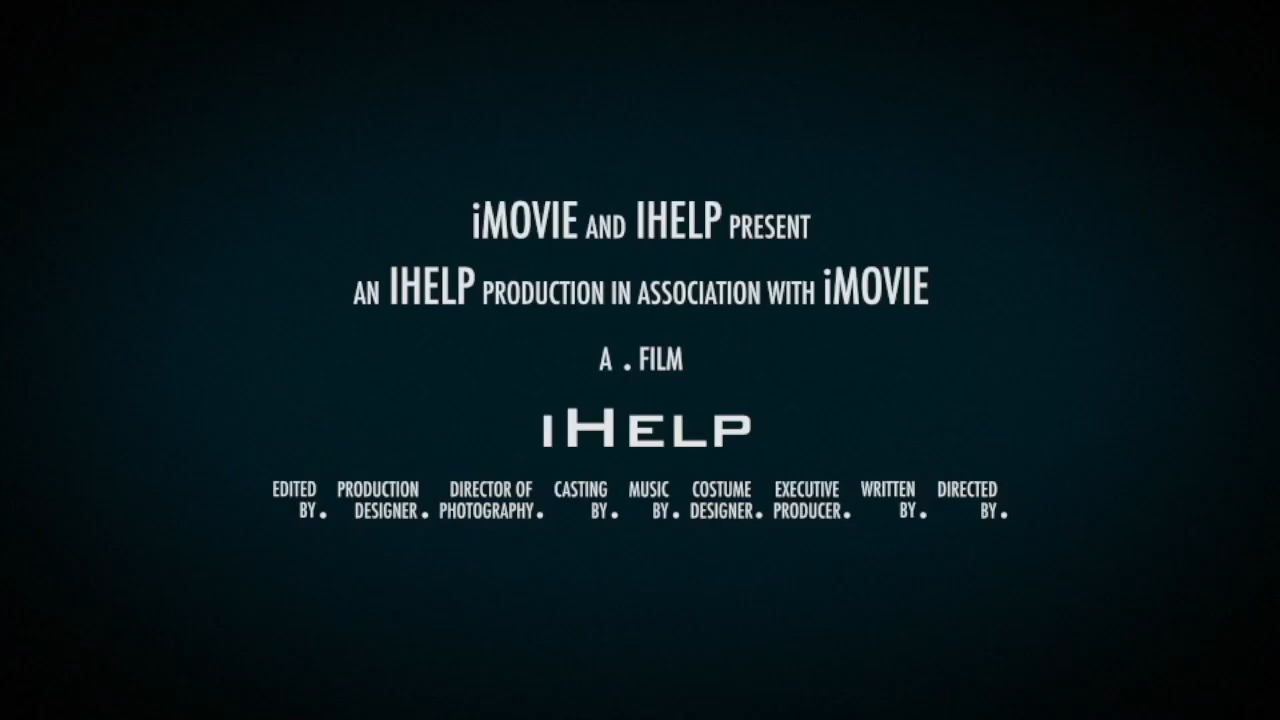 iMOVIE AND IHELP PRESENT
AN IHELP PRODUCTION IN ASSOCIATION WITH iMOVIE
A . FILM
iHELP
EDITED PRODUCTION DIRECTOR OF CASTING MUSIC COSTUME EXECUTIVE WRITTEN DIRECTED
BY. DESIGNER. PHOTOGRAPHY. BY. BY. DESIGNER. PRODUCER. BY. BY.